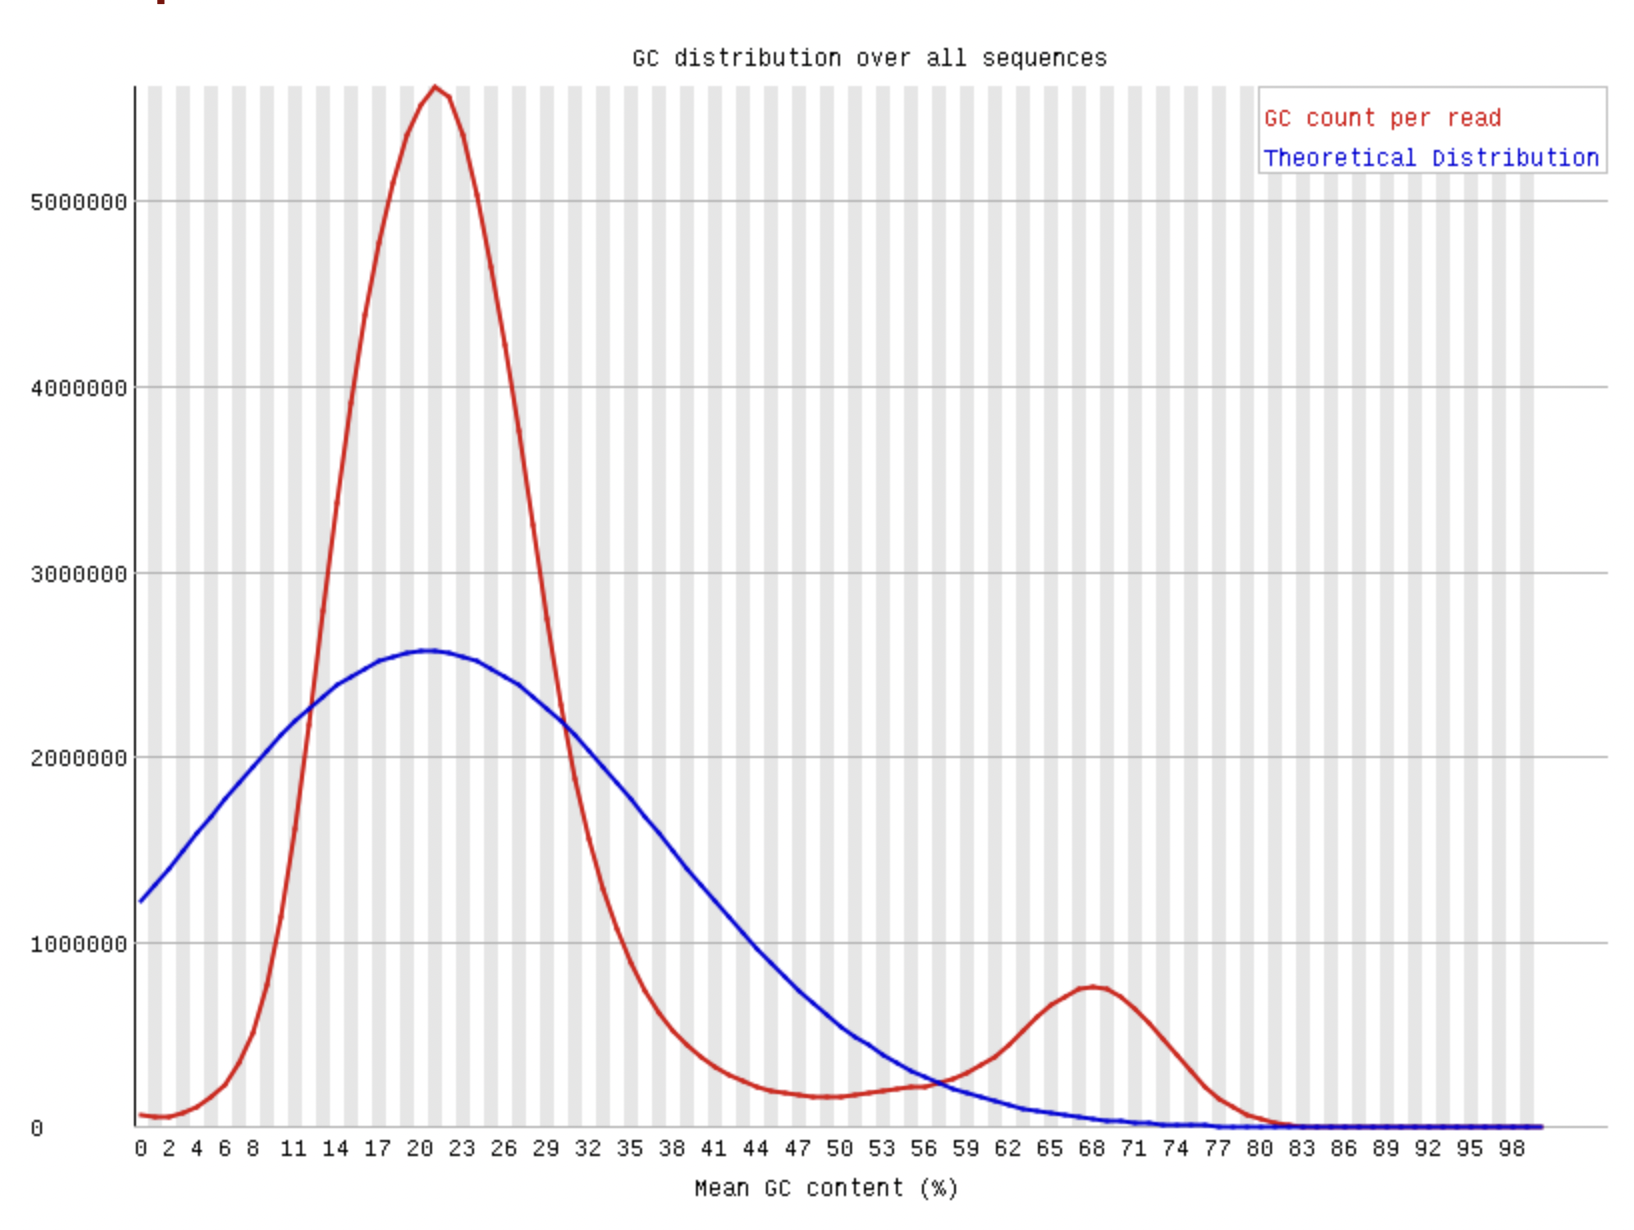 GC distribution over all sequences
GC count per read
Theoretical Distribution
5000000
4000000
3000000
2000000
1000000
0
0 2 4 6 8 11 14 17 20 23 26 29 32 35 38 41 44 47 50 53 56 59 62 65 68 71 74 77 80 83 86 89 92 95 98
Mean GC content (%)